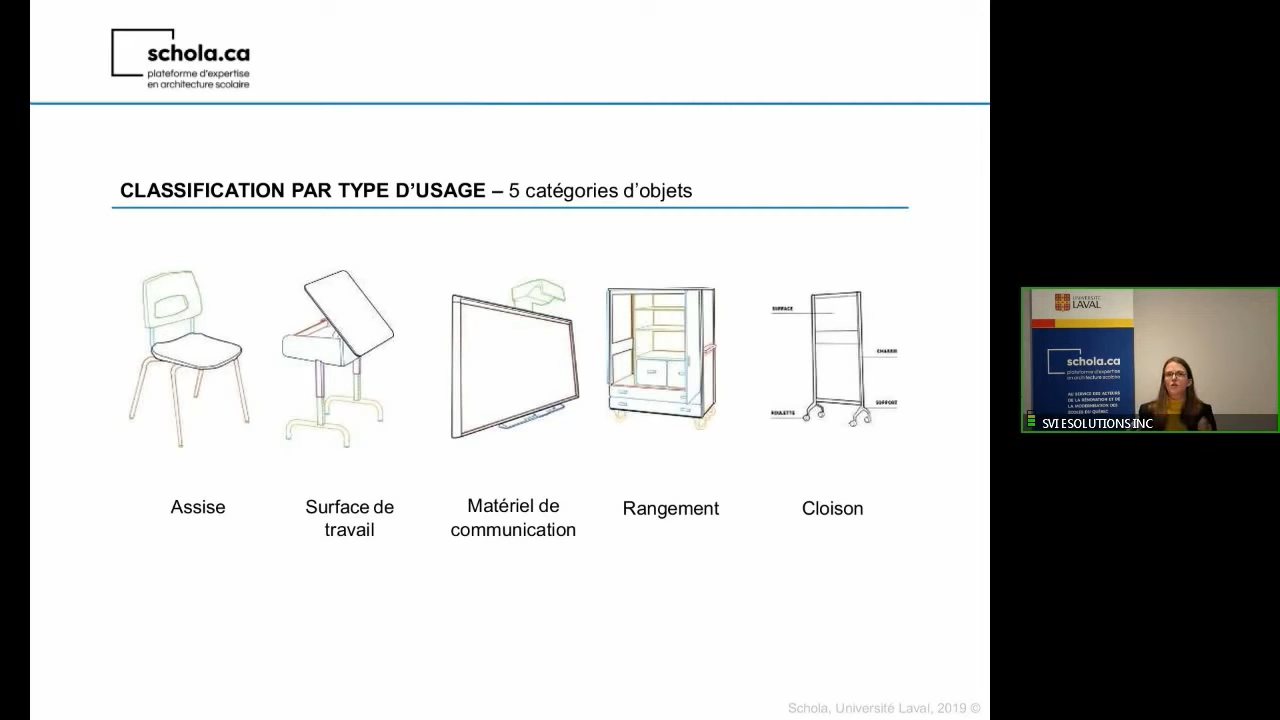 schola.ca
plateforme d'expertise
en architecture scolaire
CLASSIFICATION PAR TYPE D'USAGE – 5 catégories d'objets
SURFACE
CHASSIS
ROULETTE
SUPPORT
Assise
Surface de
travail
Matériel de
communication
Rangement
Cloison
Schola, Université Laval, 2019 ©
UNIVERSITÉ
LAVAL
schola.ca
plateforme d'expertise
en architecture scolaire
AU SERVICE DES ACTEURS
DE LA RÉNOVATION ET DE
LA MODERNISATION DES
ÉCOLES DU QUÉBEC
SVI ESOLUTIONS INC